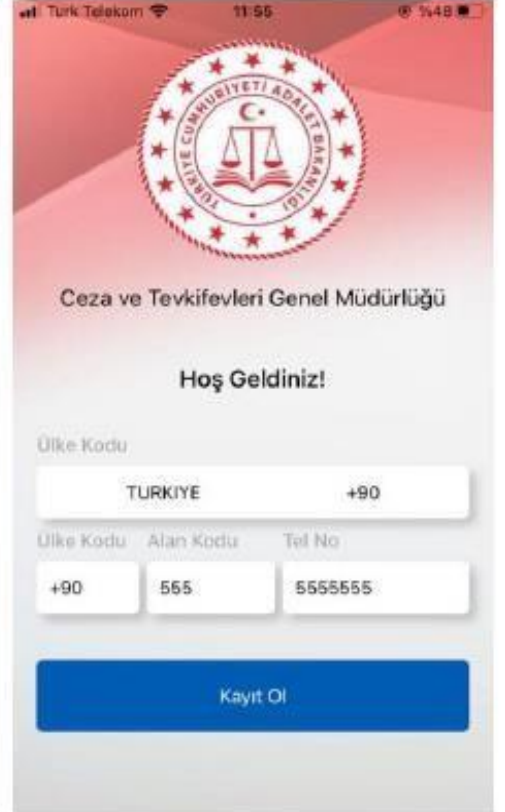 Turk Telekom 11:55 %48
TÜRKİYE CUMHURİYETİ ADALET BAKANLIĞI
Ceza ve Tevkifevleri Genel Müdürlüğü
Hoş Geldiniz!
Ülke Kodu
TURKIYE +90
Ülke Kodu Alan Kodu Tel No
+90 555 5555555
Kayıt Ol